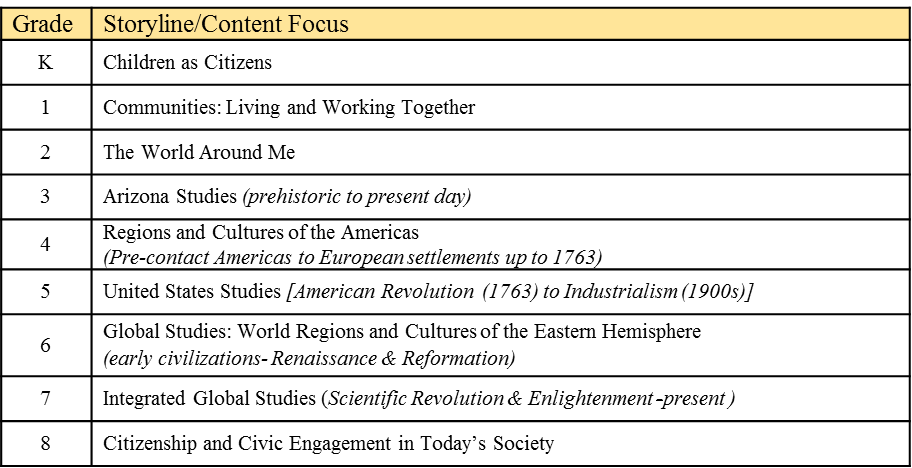 Grade Storyline/Content Focus
K Children as Citizens
1 Communities: Living and Working Together
2 The World Around Me
3 Arizona Studies (prehistoric to present day)
4 Regions and Cultures of the Americas
(Pre-contact Americas to European settlements up to 1763)
5 United States Studies [American Revolution (1763) to Industrialism (1900s)]
6 Global Studies: World Regions and Cultures of the Eastern Hemisphere
(early civilizations- Renaissance & Reformation)
7 Integrated Global Studies (Scientific Revolution & Enlightenment -present )
8 Citizenship and Civic Engagement in Today’s Society